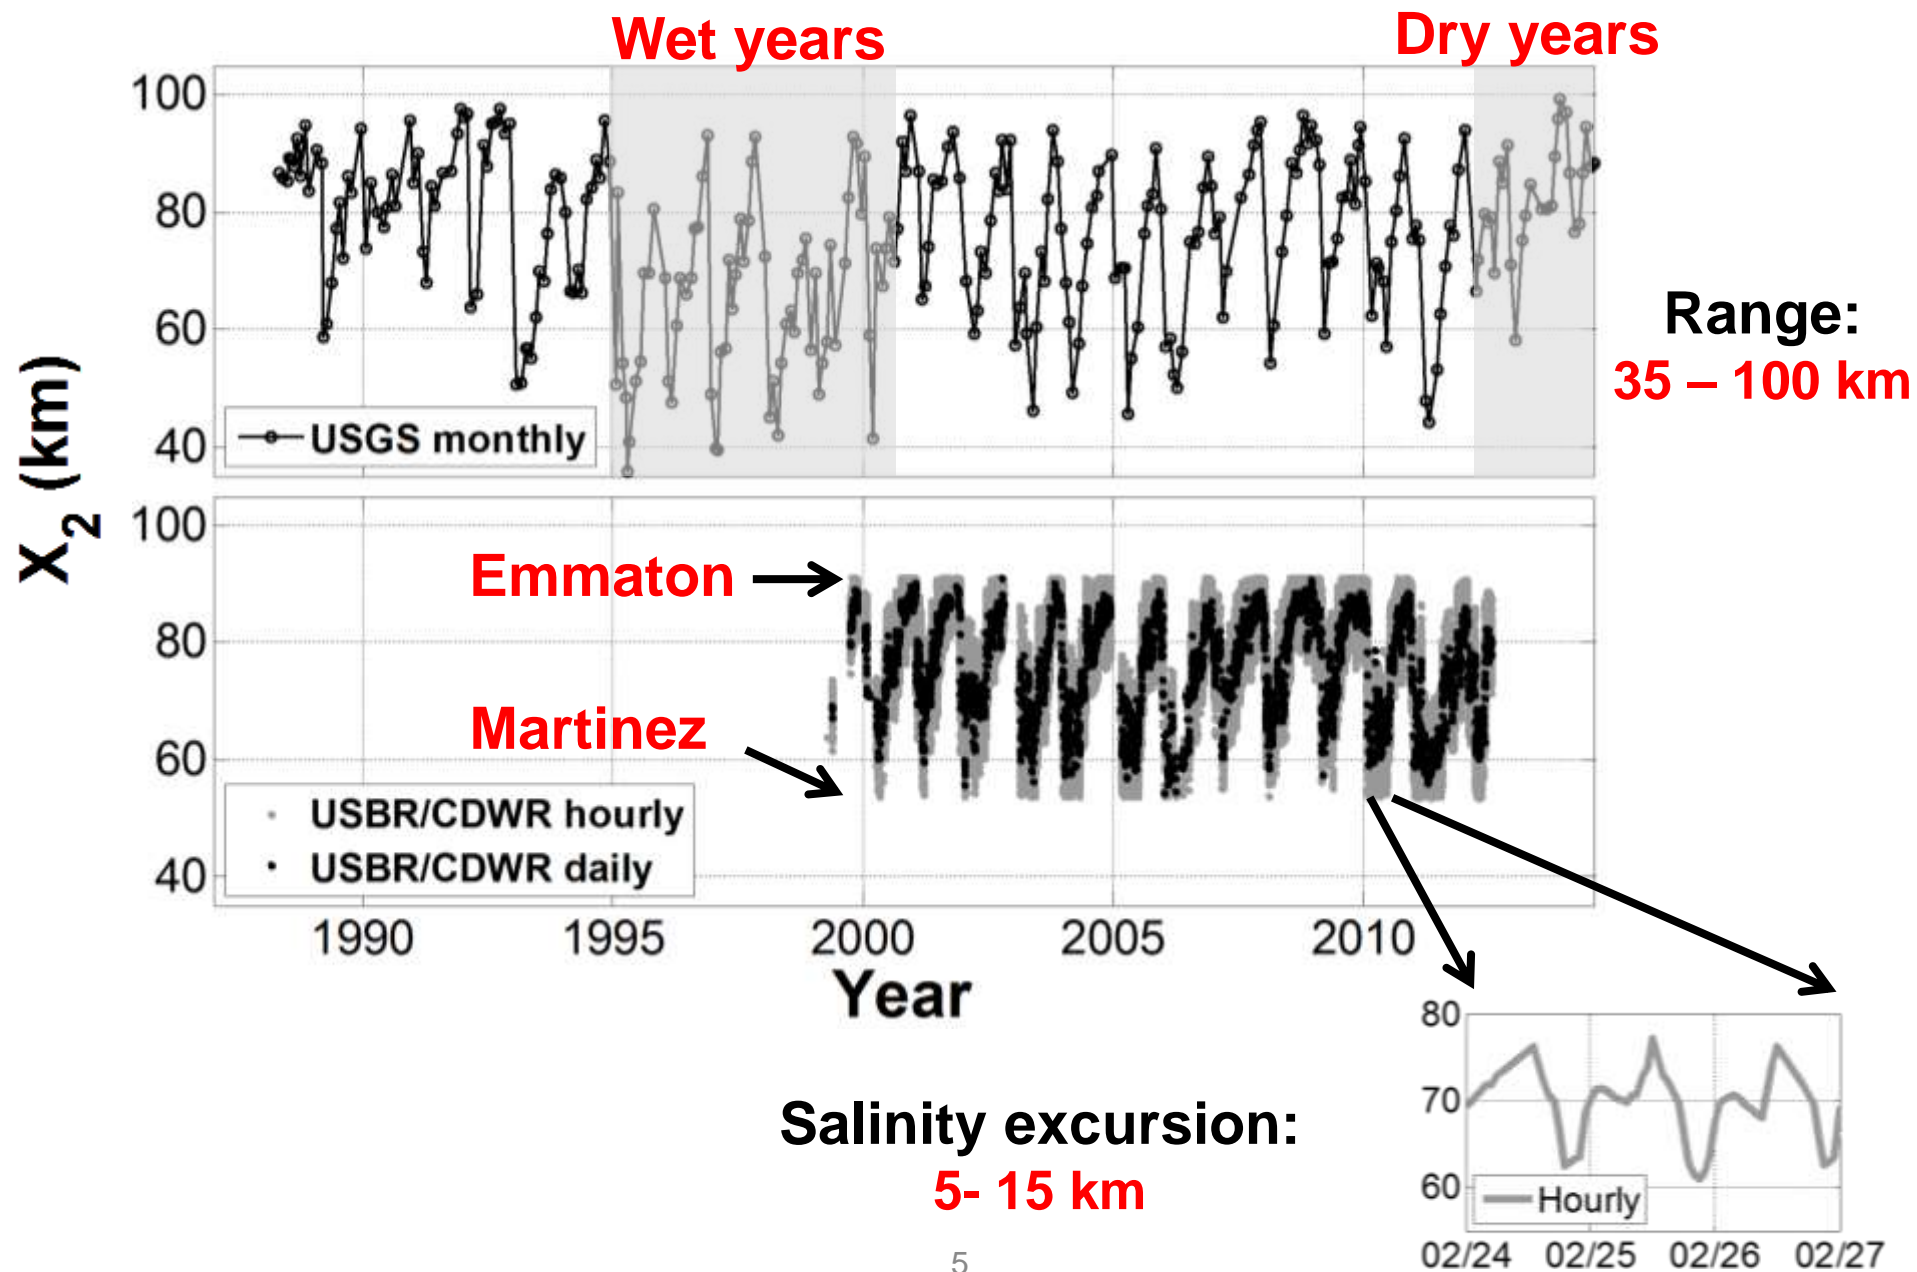 Wet years
Dry years
100
80
60
40
USGS monthly
Range:
35 – 100 km
X2 (km)
100
80
60
40
Emmaton
Martinez
USBR/CDWR hourly
USBR/CDWR daily
1990 1995 2000 2005 2010
Year
80
70
60
Hourly
02/24 02/25 02/26 02/27
Salinity excursion:
5- 15 km
5